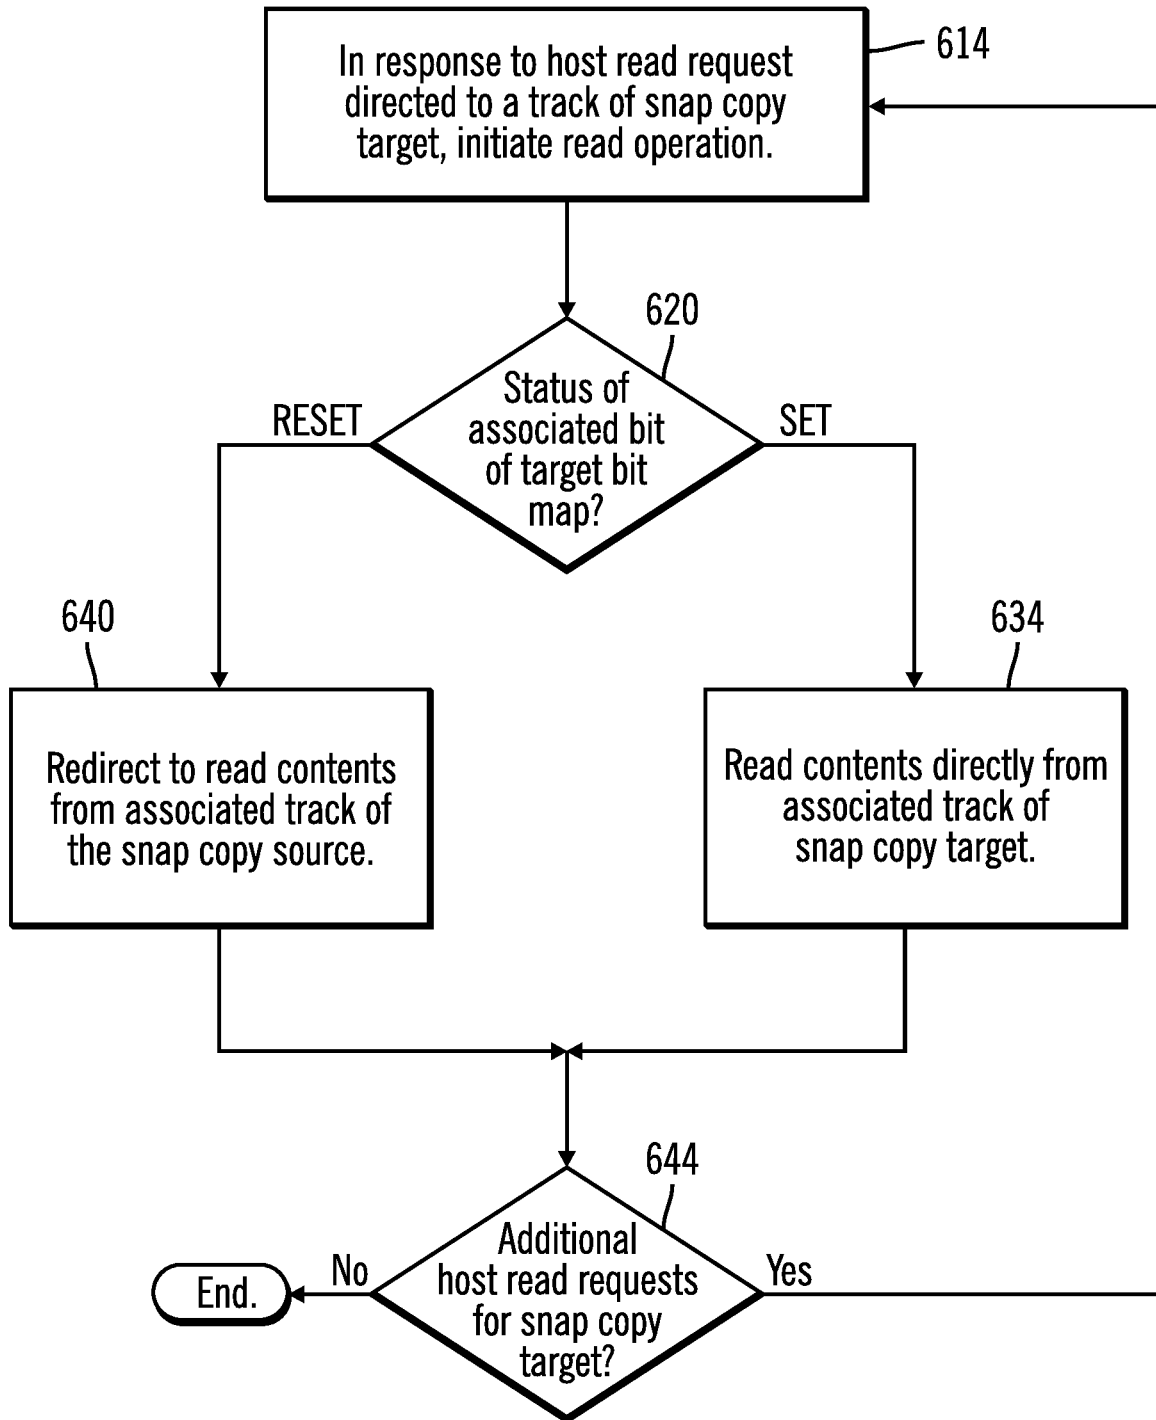 In response to host read request
directed to a track of snap copy
target, initiate read operation.
614
620
Status of
associated bit
of target bit
map?
RESET
SET
640
634
Redirect to read contents
from associated track of
the snap copy source.
Read contents directly from
associated track of
snap copy target.
644
Additional
host read requests
for snap copy
target?
No
Yes
End.